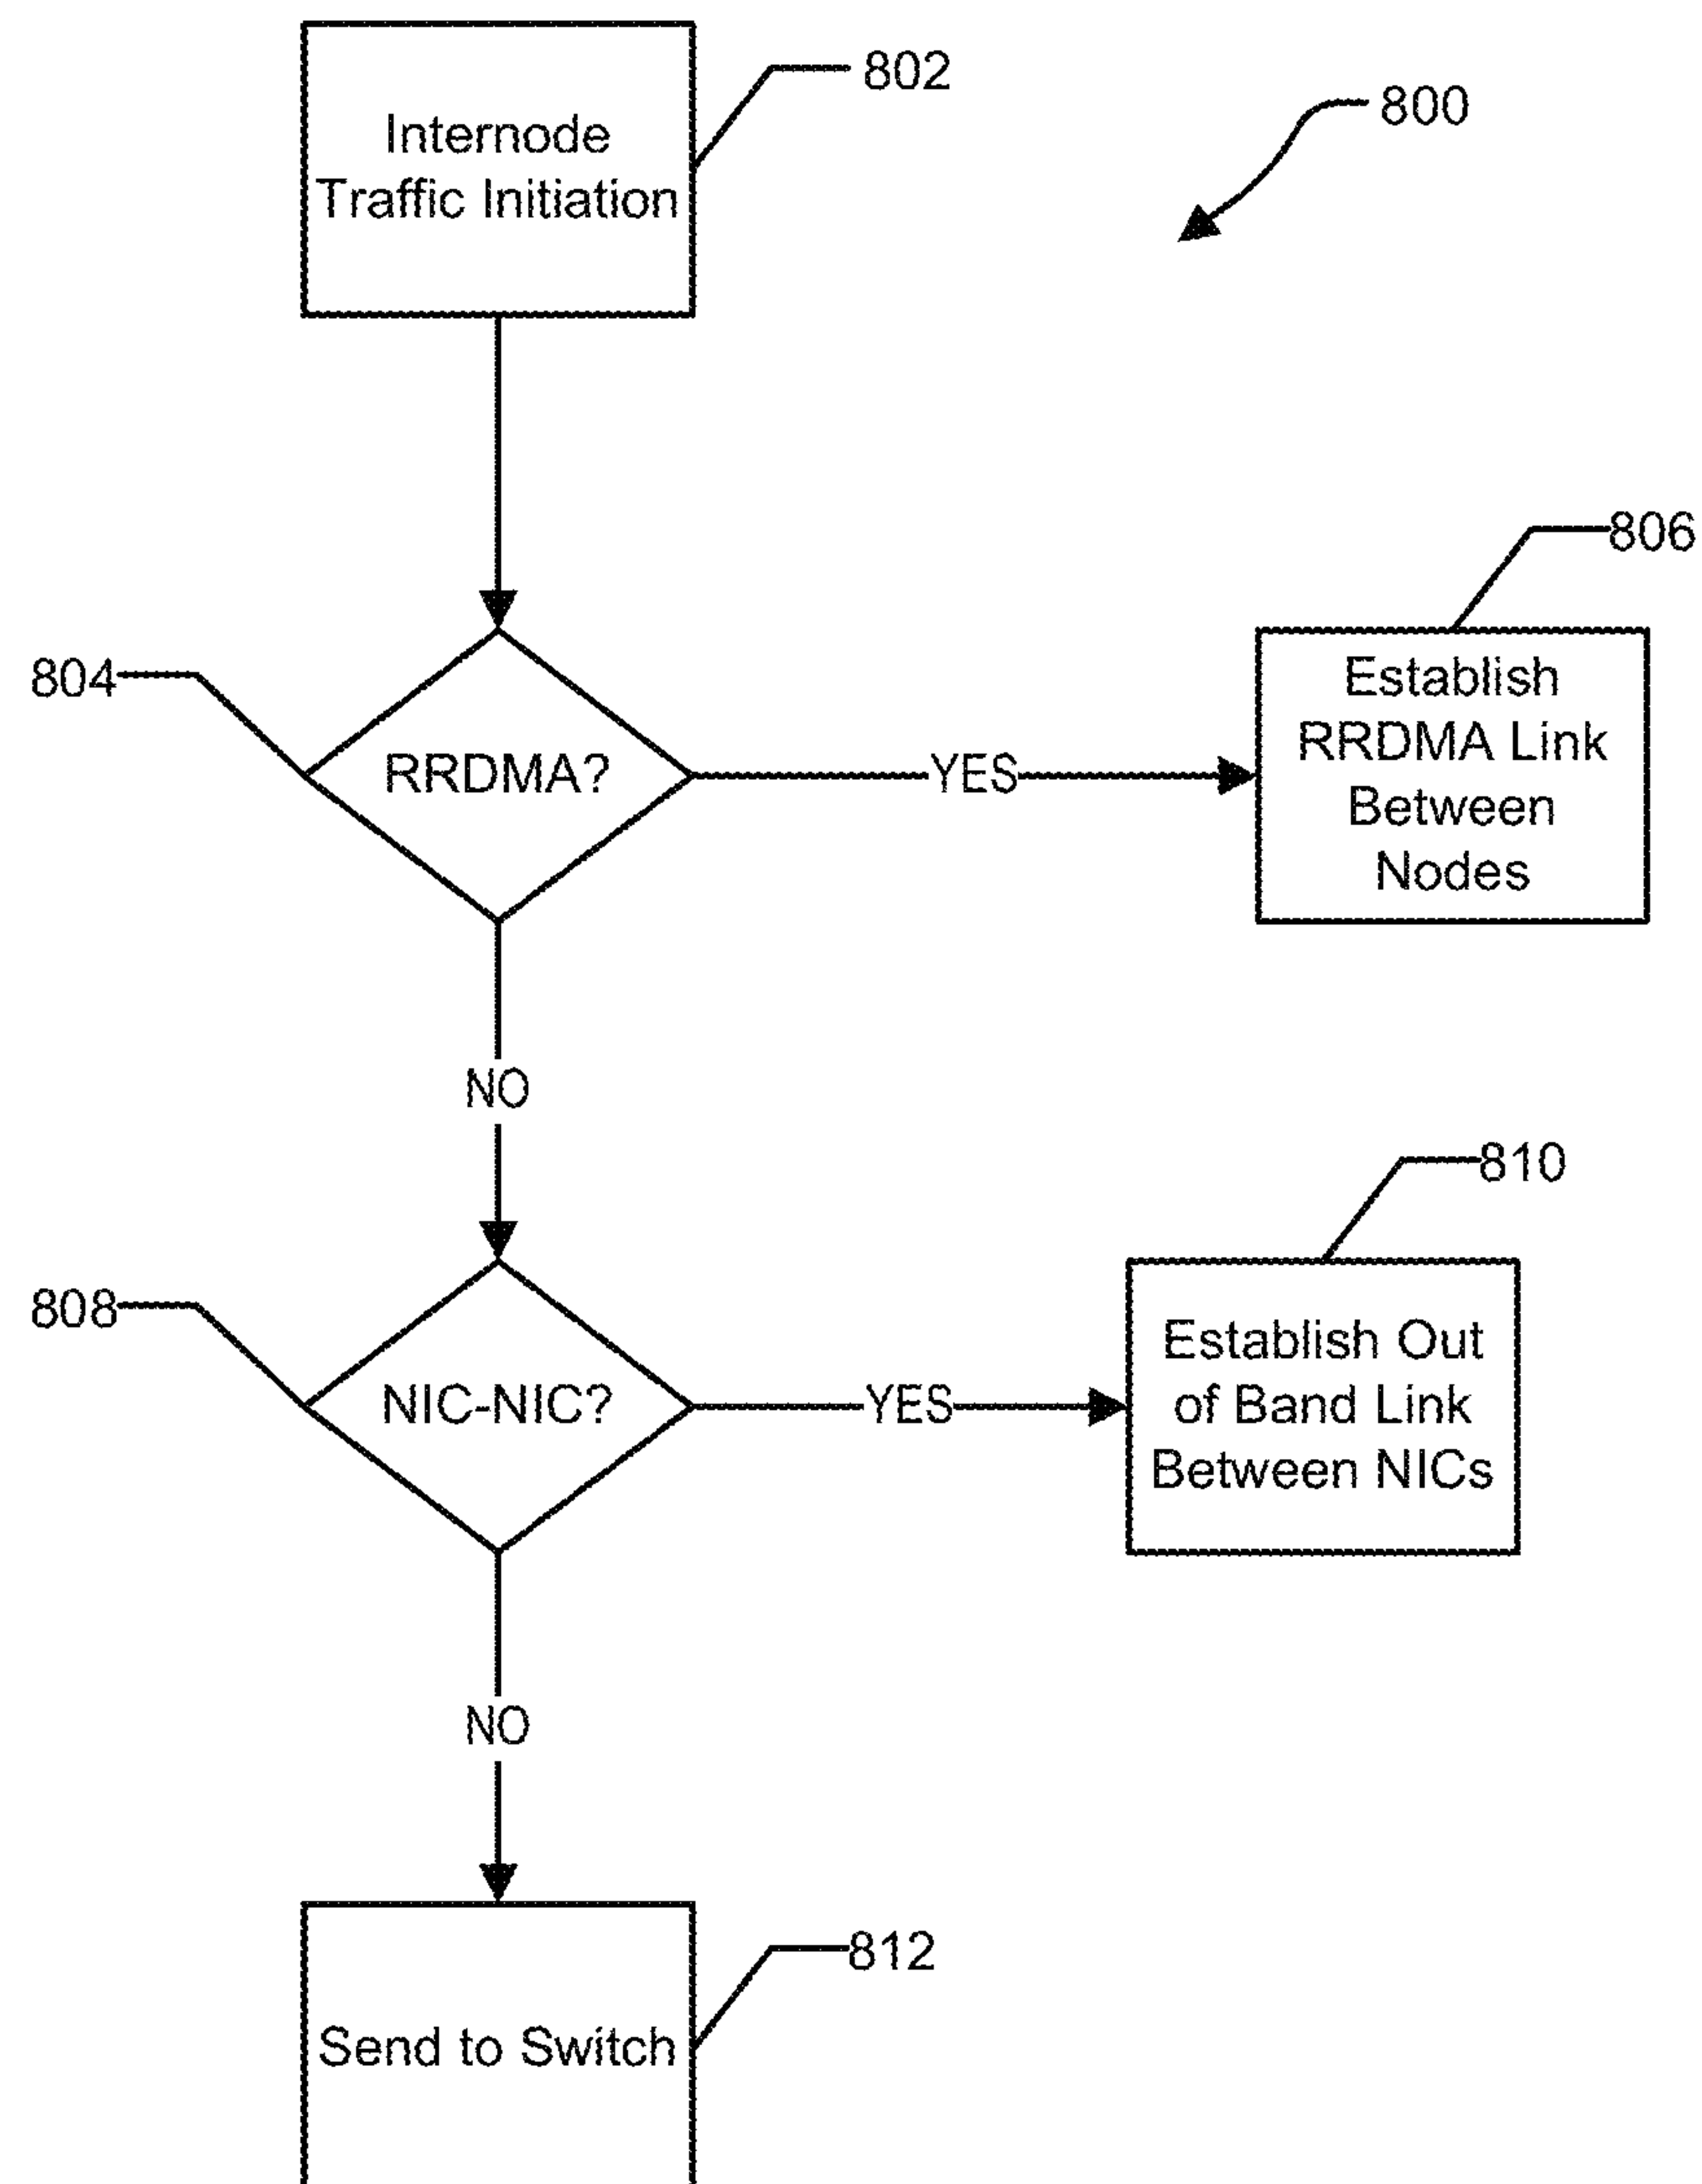 802
Internode
Traffic Initiation
800
806
804
RRDMA?
YES
Establish
RRDMA Link
Between
Nodes
NO
810
808
NIC-NIC?
YES
Establish Out
of Band Link
Between NICs
NO
812
Send to Switch